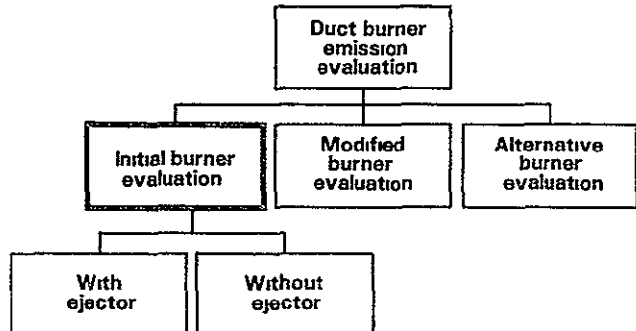 Duct burner
emission
evaluation
Initial burner
evaluation
Modified
burner
evaluation
Alternative
burner
evaluation
With
ejector
Without
ejector